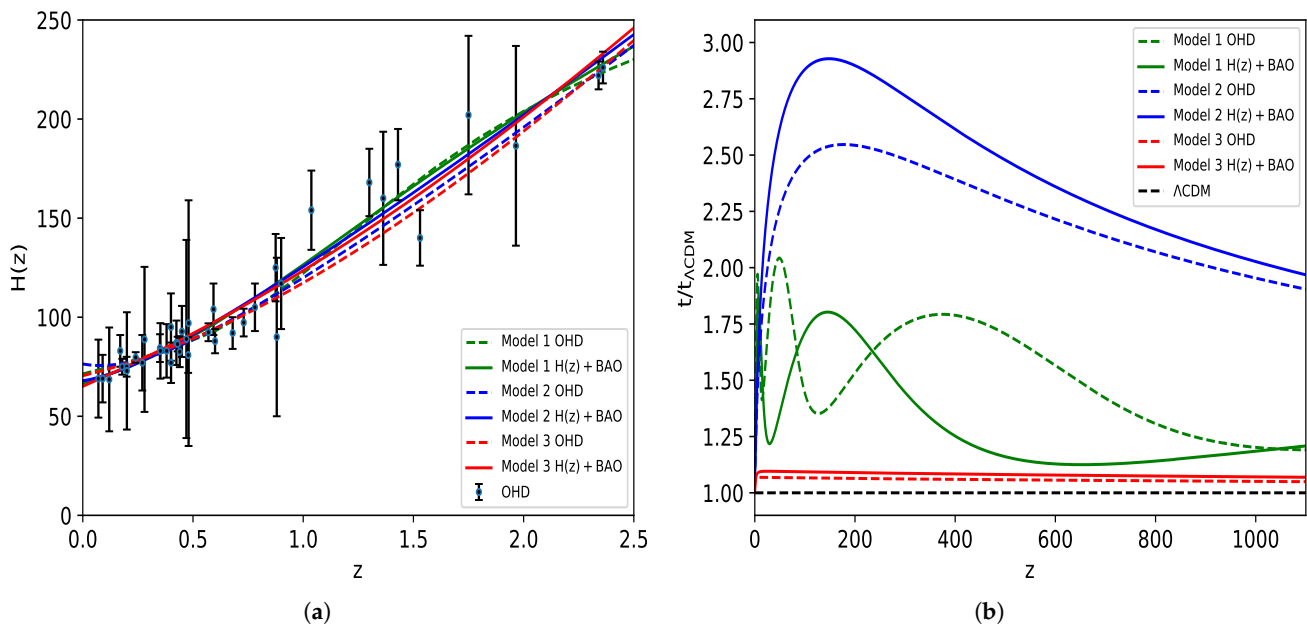 250
200
150
100
50
0
H(z)
0.0 0.5 1.0 1.5 2.0 2.5
z
Model 1 OHD
Model 1 H(z) + BAO
Model 2 OHD
Model 2 H(z) + BAO
Model 3 OHD
Model 3 H(z) + BAO
OHD
(a)
3.00
2.75
2.50
2.25
2.00
1.75
1.50
1.25
1.00
t/tΛCDM
0 200 400 600 800 1000
z
Model 1 OHD
Model 1 H(z) + BAO
Model 2 OHD
Model 2 H(z) + BAO
Model 3 OHD
Model 3 H(z) + BAO
ΛCDM
(b)